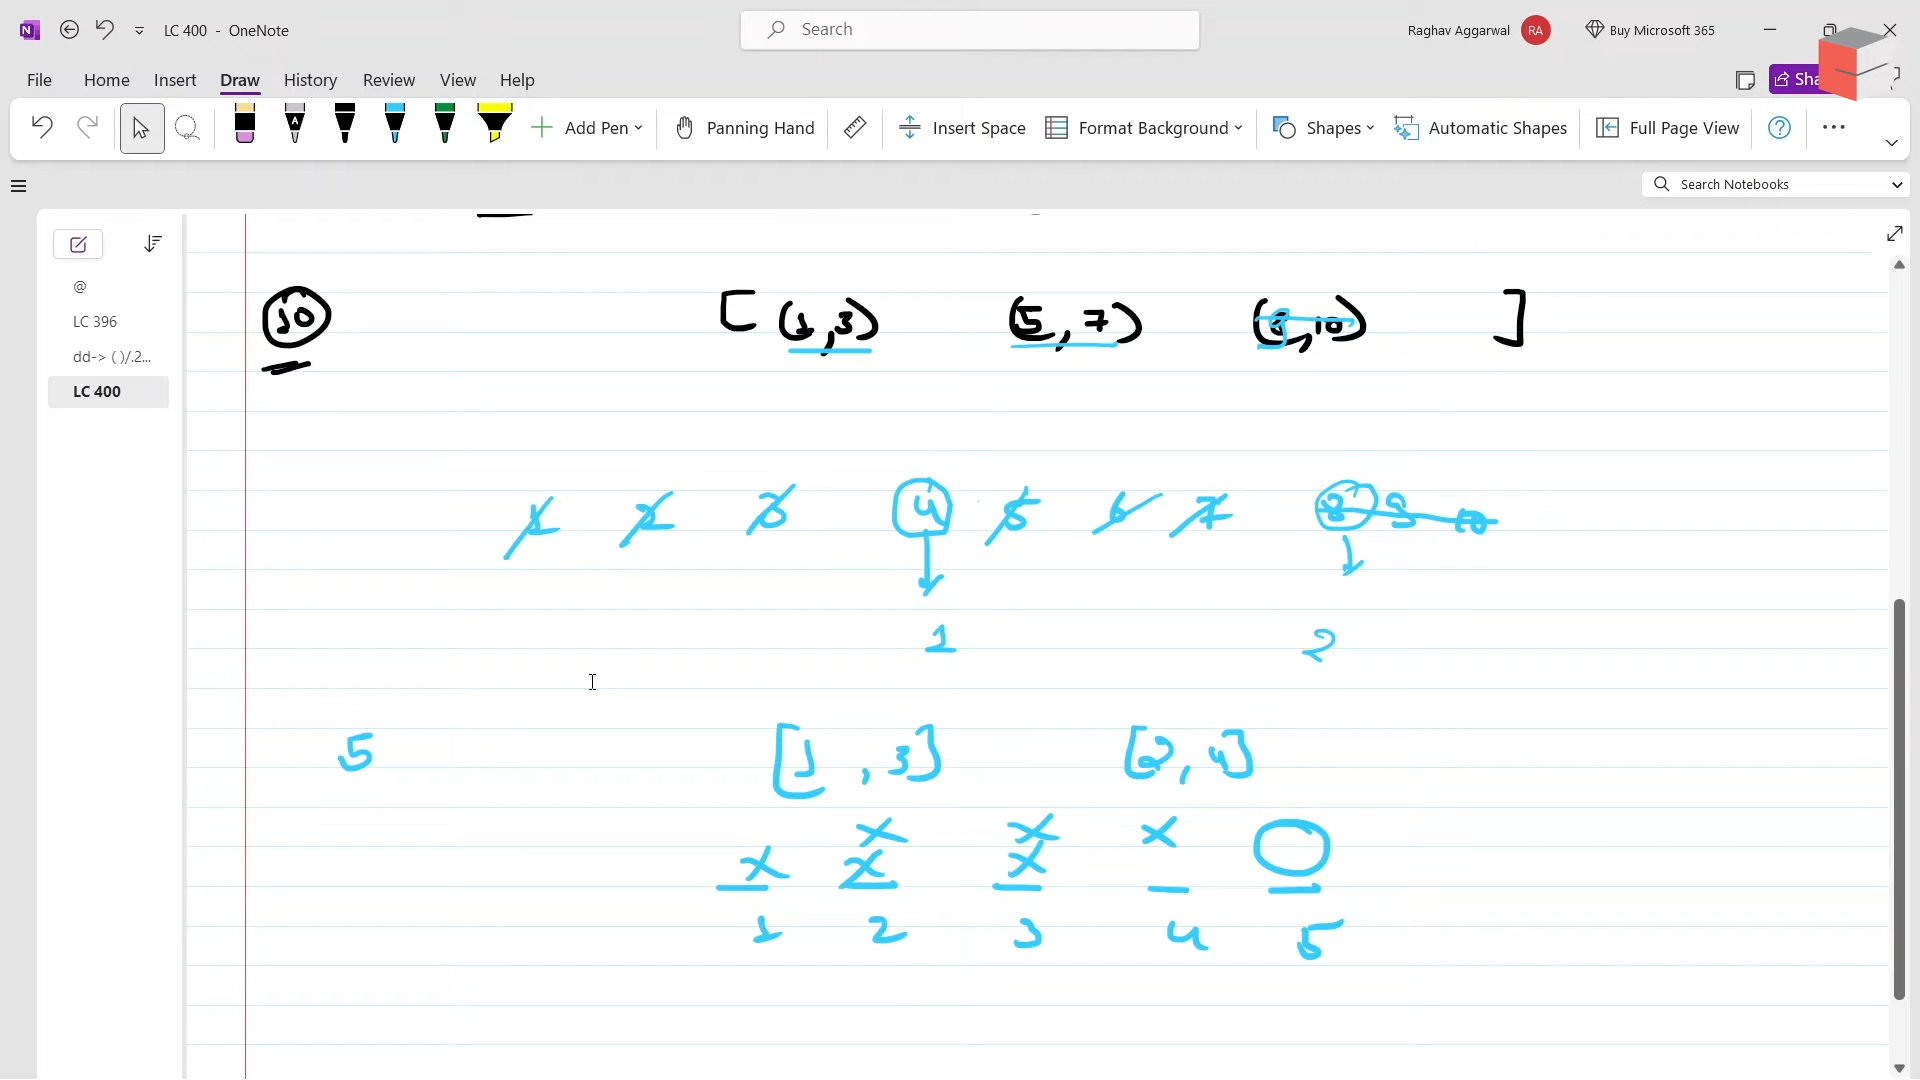 LC 400 - OneNote
Search
Raghav Aggarwal
RA
Buy Microsoft 365
File Home Insert Draw History Review View Help
Add Pen
Panning Hand
Insert Space
Format Background
Shapes
Automatic Shapes
Full Page View
Search Notebooks
@
LC 396
dd-> ( )/.2...
LC 400
10 [ (1,3) (5,7) (9,10) ]
1 2 3 4 5 6 7 8 9 10
1 2
5 [1 , 3] [2, 4]
x x x
x x x
1 2 3 4 5